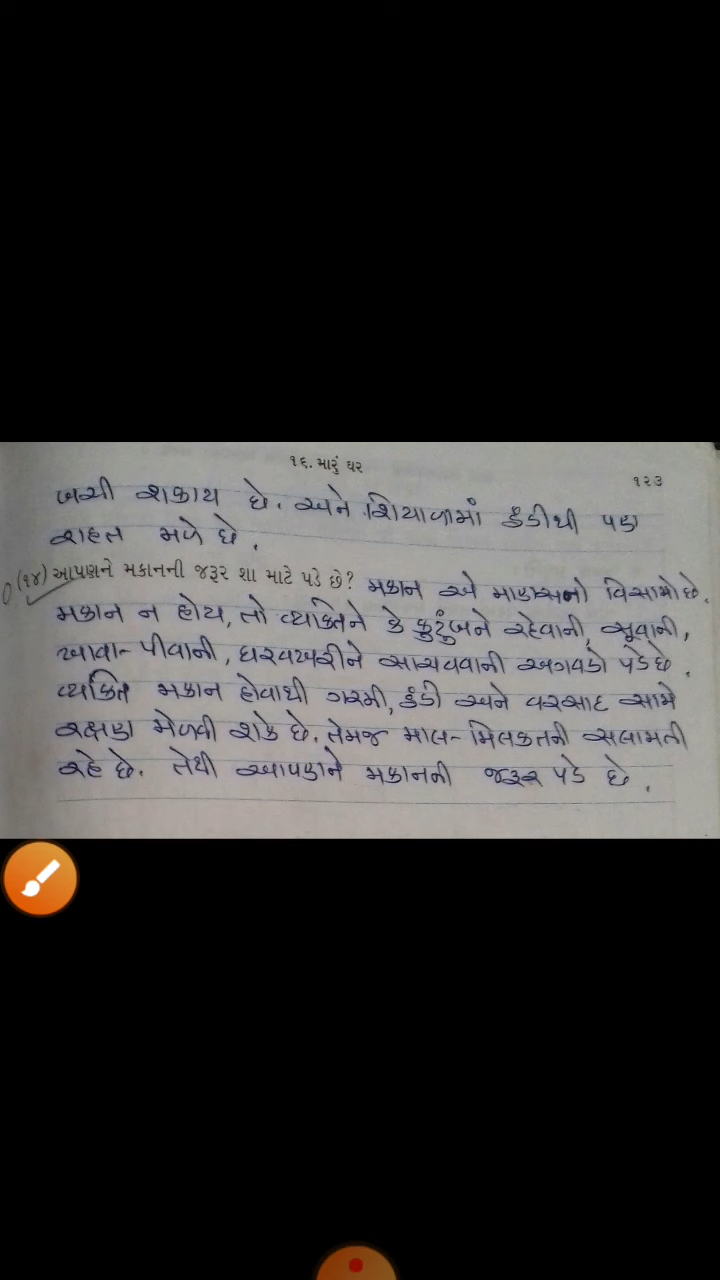 ૧૬. મારું ઘર
૧૨૩
બચી શકાય છે. અને શિયાળામાં ઠંડીથી પણ
રાહત મળે છે.
(૧૪) આપણને મકાનની જરૂર શા માટે પડે છે? મકાન એ માણસનો વિસામો છે.
મકાન ન હોય, તો વ્યક્તિને કે કુટુંબને રહેવાની, સૂવાની,
ખાવા-પીવાની, ઘરવખરીને સાચવવાની અગવડો પડે છે.
વ્યક્તિ મકાન હોવાથી ગરમી, ઠંડી અને વરસાદ સામે
રક્ષણ મેળવી શકે છે. તેમજ માલ-મિલકતની સલામતી
રહે છે. તેથી આપણને મકાનની જરૂર પડે છે.